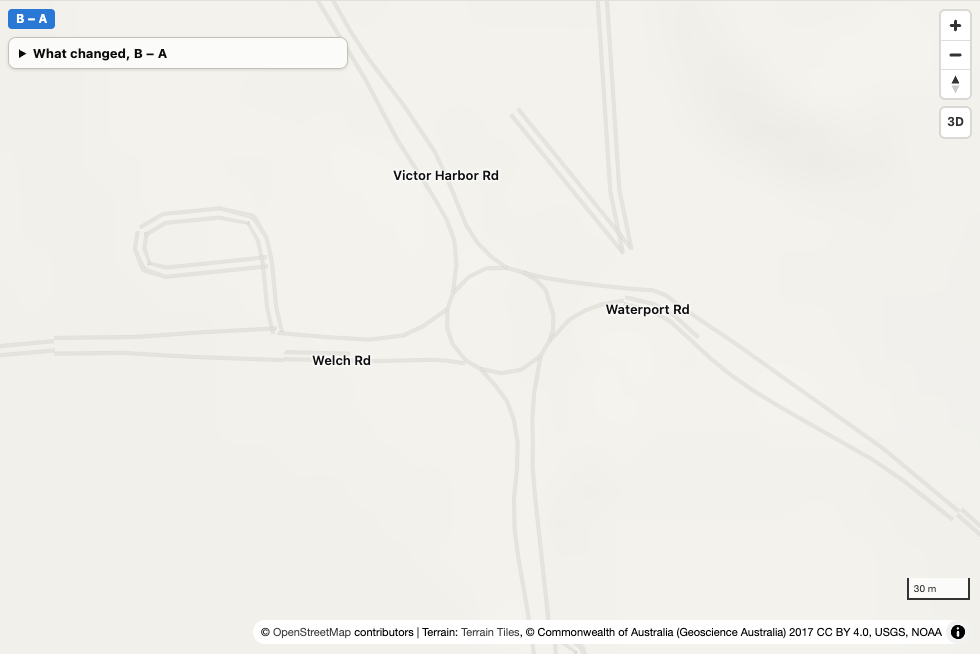 B – A
What changed, B – A
3D
Victor Harbor Rd
Waterport Rd
Welch Rd
30 m
© OpenStreetMap contributors | Terrain: Terrain Tiles, © Commonwealth of Australia (Geoscience Australia) 2017 CC BY 4.0, USGS, NOAA